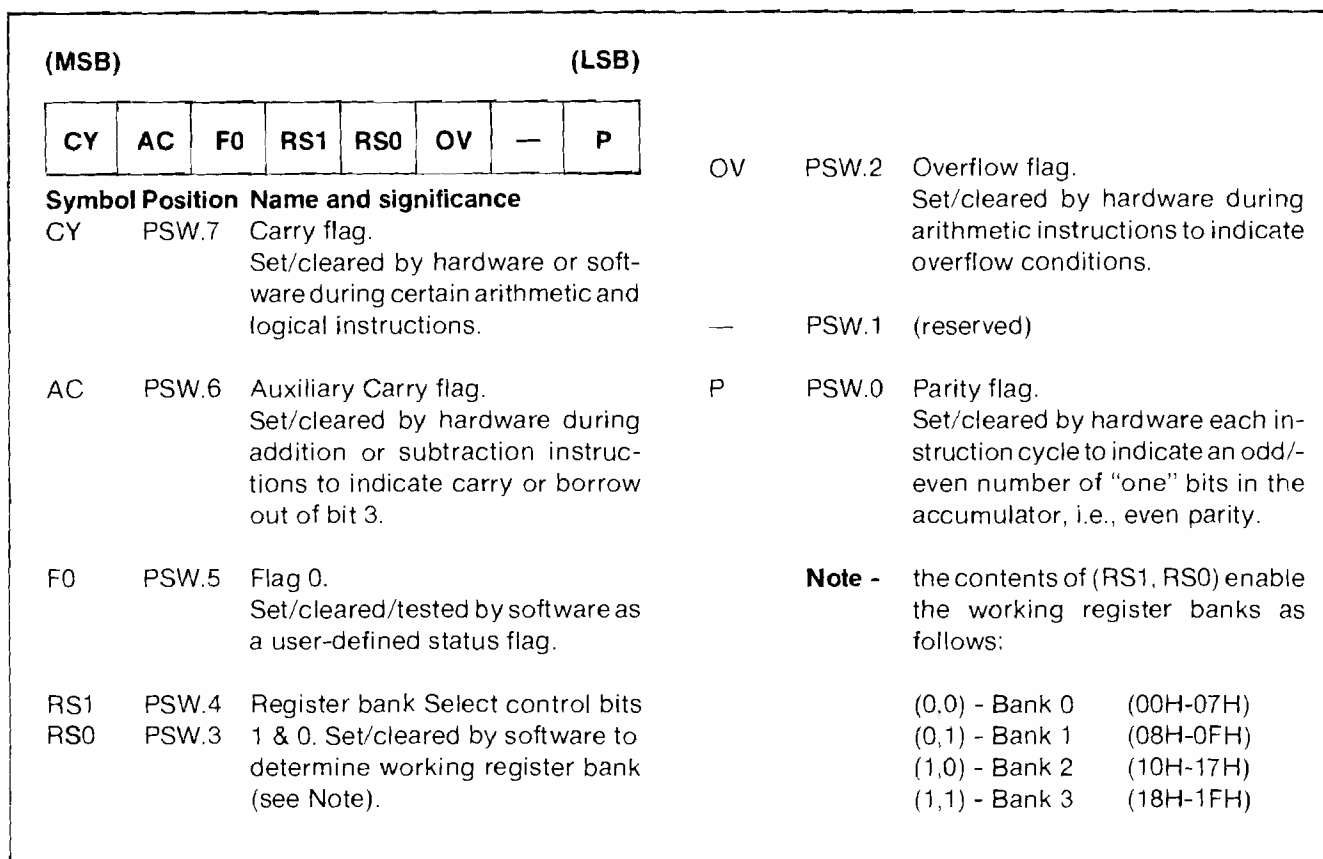 (MSB) (LSB)
CY AC F0 RS1 RS0 OV — P
Symbol Position Name and significance
CY PSW.7 Carry flag.
Set/cleared by hardware or soft-
ware during certain arithmetic and
logical instructions.
AC PSW.6 Auxiliary Carry flag.
Set/cleared by hardware during
addition or subtraction instruc-
tions to indicate carry or borrow
out of bit 3.
F0 PSW.5 Flag 0.
Set/cleared/tested by software as
a user-defined status flag.
RS1 PSW.4 Register bank Select control bits
RS0 PSW.3 1 & 0. Set/cleared by software to
determine working register bank
(see Note).
OV PSW.2 Overflow flag.
Set/cleared by hardware during
arithmetic instructions to indicate
overflow conditions.
— PSW.1 (reserved)
P PSW.0 Parity flag.
Set/cleared by hardware each in-
struction cycle to indicate an odd/-
even number of "one" bits in the
accumulator, i.e., even parity.
Note - the contents of (RS1, RS0) enable
the working register banks as
follows:
(0,0) - Bank 0 (00H-07H)
(0,1) - Bank 1 (08H-0FH)
(1,0) - Bank 2 (10H-17H)
(1,1) - Bank 3 (18H-1FH)